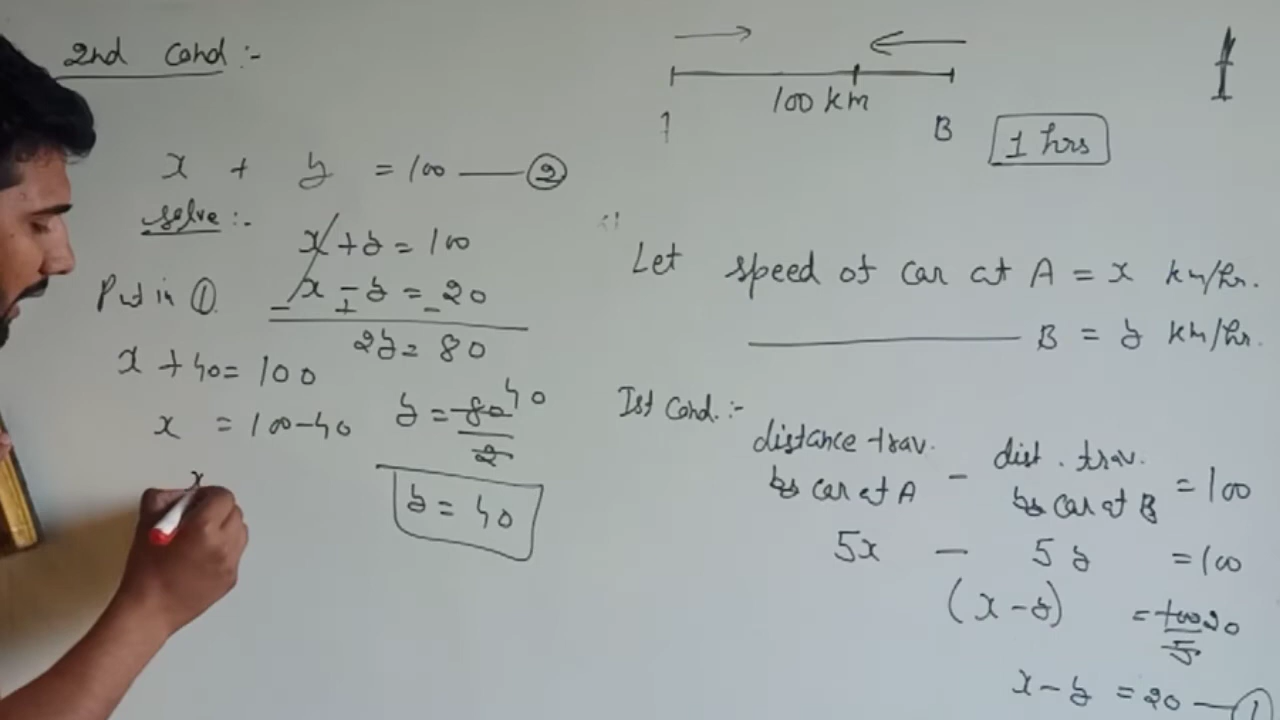 2nd Cond :-
x + y = 100 —— ②
solve :-
x + y = 100
Put in ①
x - y = 20
- + -
2y = 80
x + 40 = 100
x = 100 - 40
y = 80 40
2
y = 40
x
100 km
B
1 hrs
Let speed of car at A = x km/hr.
———— B = y km/hr.
Ist Cond. :-
distance trav. by car at A - dist. trav. by car at B = 100
5x - 5y = 100
(x - y) = 100 20
5
x - y = 20 — ①